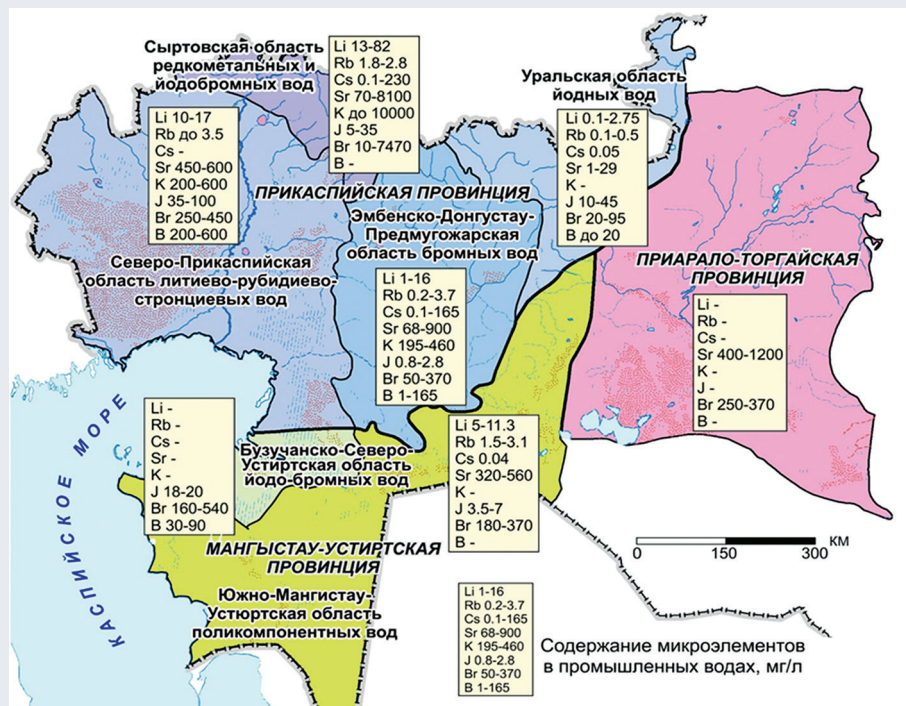 Сыртовская область
редкометальных и
йодобромных вод
Li 13-82
Rb 1.8-2.8
Cs 0.1-230
Sr 70-8100
K до 10000
J 5-35
Br 10-7470
B -
Уральская область
йодных вод
Li 0.1-2.75
Rb 0.1-0.5
Cs 0.05
Sr 1-29
K -
J 10-45
Br 20-95
B до 20
Li 10-17
Rb до 3.5
Cs -
Sr 450-600
K 200-600
J 35-100
Br 250-450
B 200-600
ПРИКАСПИЙСКАЯ ПРОВИНЦИЯ
Эмбенско-Донгустау-
Предмугожарская
область бромных вод
Li 1-16
Rb 0.2-3.7
Cs 0.1-165
Sr 68-900
K 195-460
J 0.8-2.8
Br 50-370
B 1-165
Северо-Прикаспийская
область литиево-рубидиево-
стронциевых вод
ПРИАРАЛО-ТОРГАЙСКАЯ
ПРОВИНЦИЯ
Li -
Rb -
Cs -
Sr 400-1200
K -
J -
Br 250-370
B -
КАСПИЙСКОЕ МОРЕ
Li -
Rb -
Cs -
Sr -
K -
J 18-20
Br 160-540
B 30-90
Бузучанско-Северо-
Устиртская область
йодо-бромных вод
Li 5-11.3
Rb 1.5-3.1
Cs 0.04
Sr 320-560
K -
J 3.5-7
Br 180-370
B -
МАНГЫСТАУ-УСТИРТСКАЯ
ПРОВИНЦИЯ
Южно-Мангистау-
Устюртская область
поликомпонентных вод
КМ
0 150 300
Li 1-16
Rb 0.2-3.7
Cs 0.1-165
Sr 68-900
K 195-460
J 0.8-2.8
Br 50-370
B 1-165
Содержание микроэлементов
в промышленных водах, мг/л